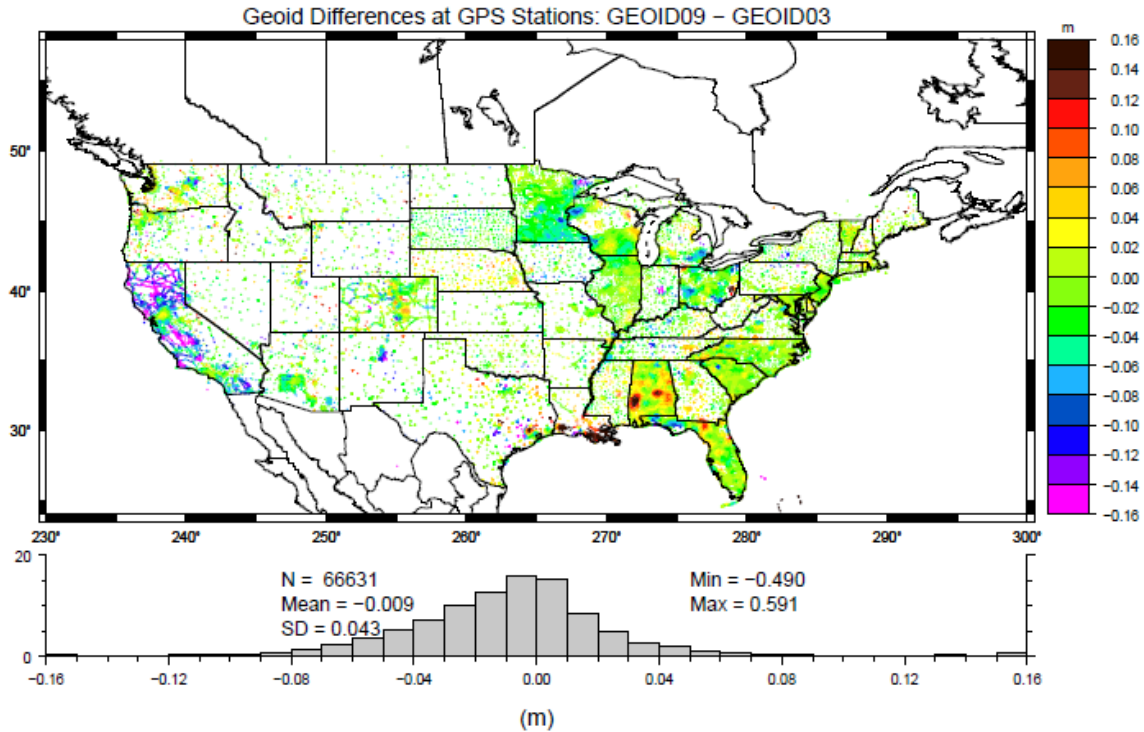 Geoid Differences at GPS Stations: GEOID09 − GEOID03
m
0.16
0.14
0.12
0.10
0.08
0.06
0.04
0.02
0.00
−0.02
−0.04
−0.06
−0.08
−0.10
−0.12
−0.14
−0.16
50°
40°
30°
230° 240° 250° 260° 270° 280° 290° 300°
20
10
0
N = 66631
Mean = −0.009
SD = 0.043
Min = −0.490
Max = 0.591
−0.16 −0.12 −0.08 −0.04 0.00 0.04 0.08 0.12 0.16
(m)